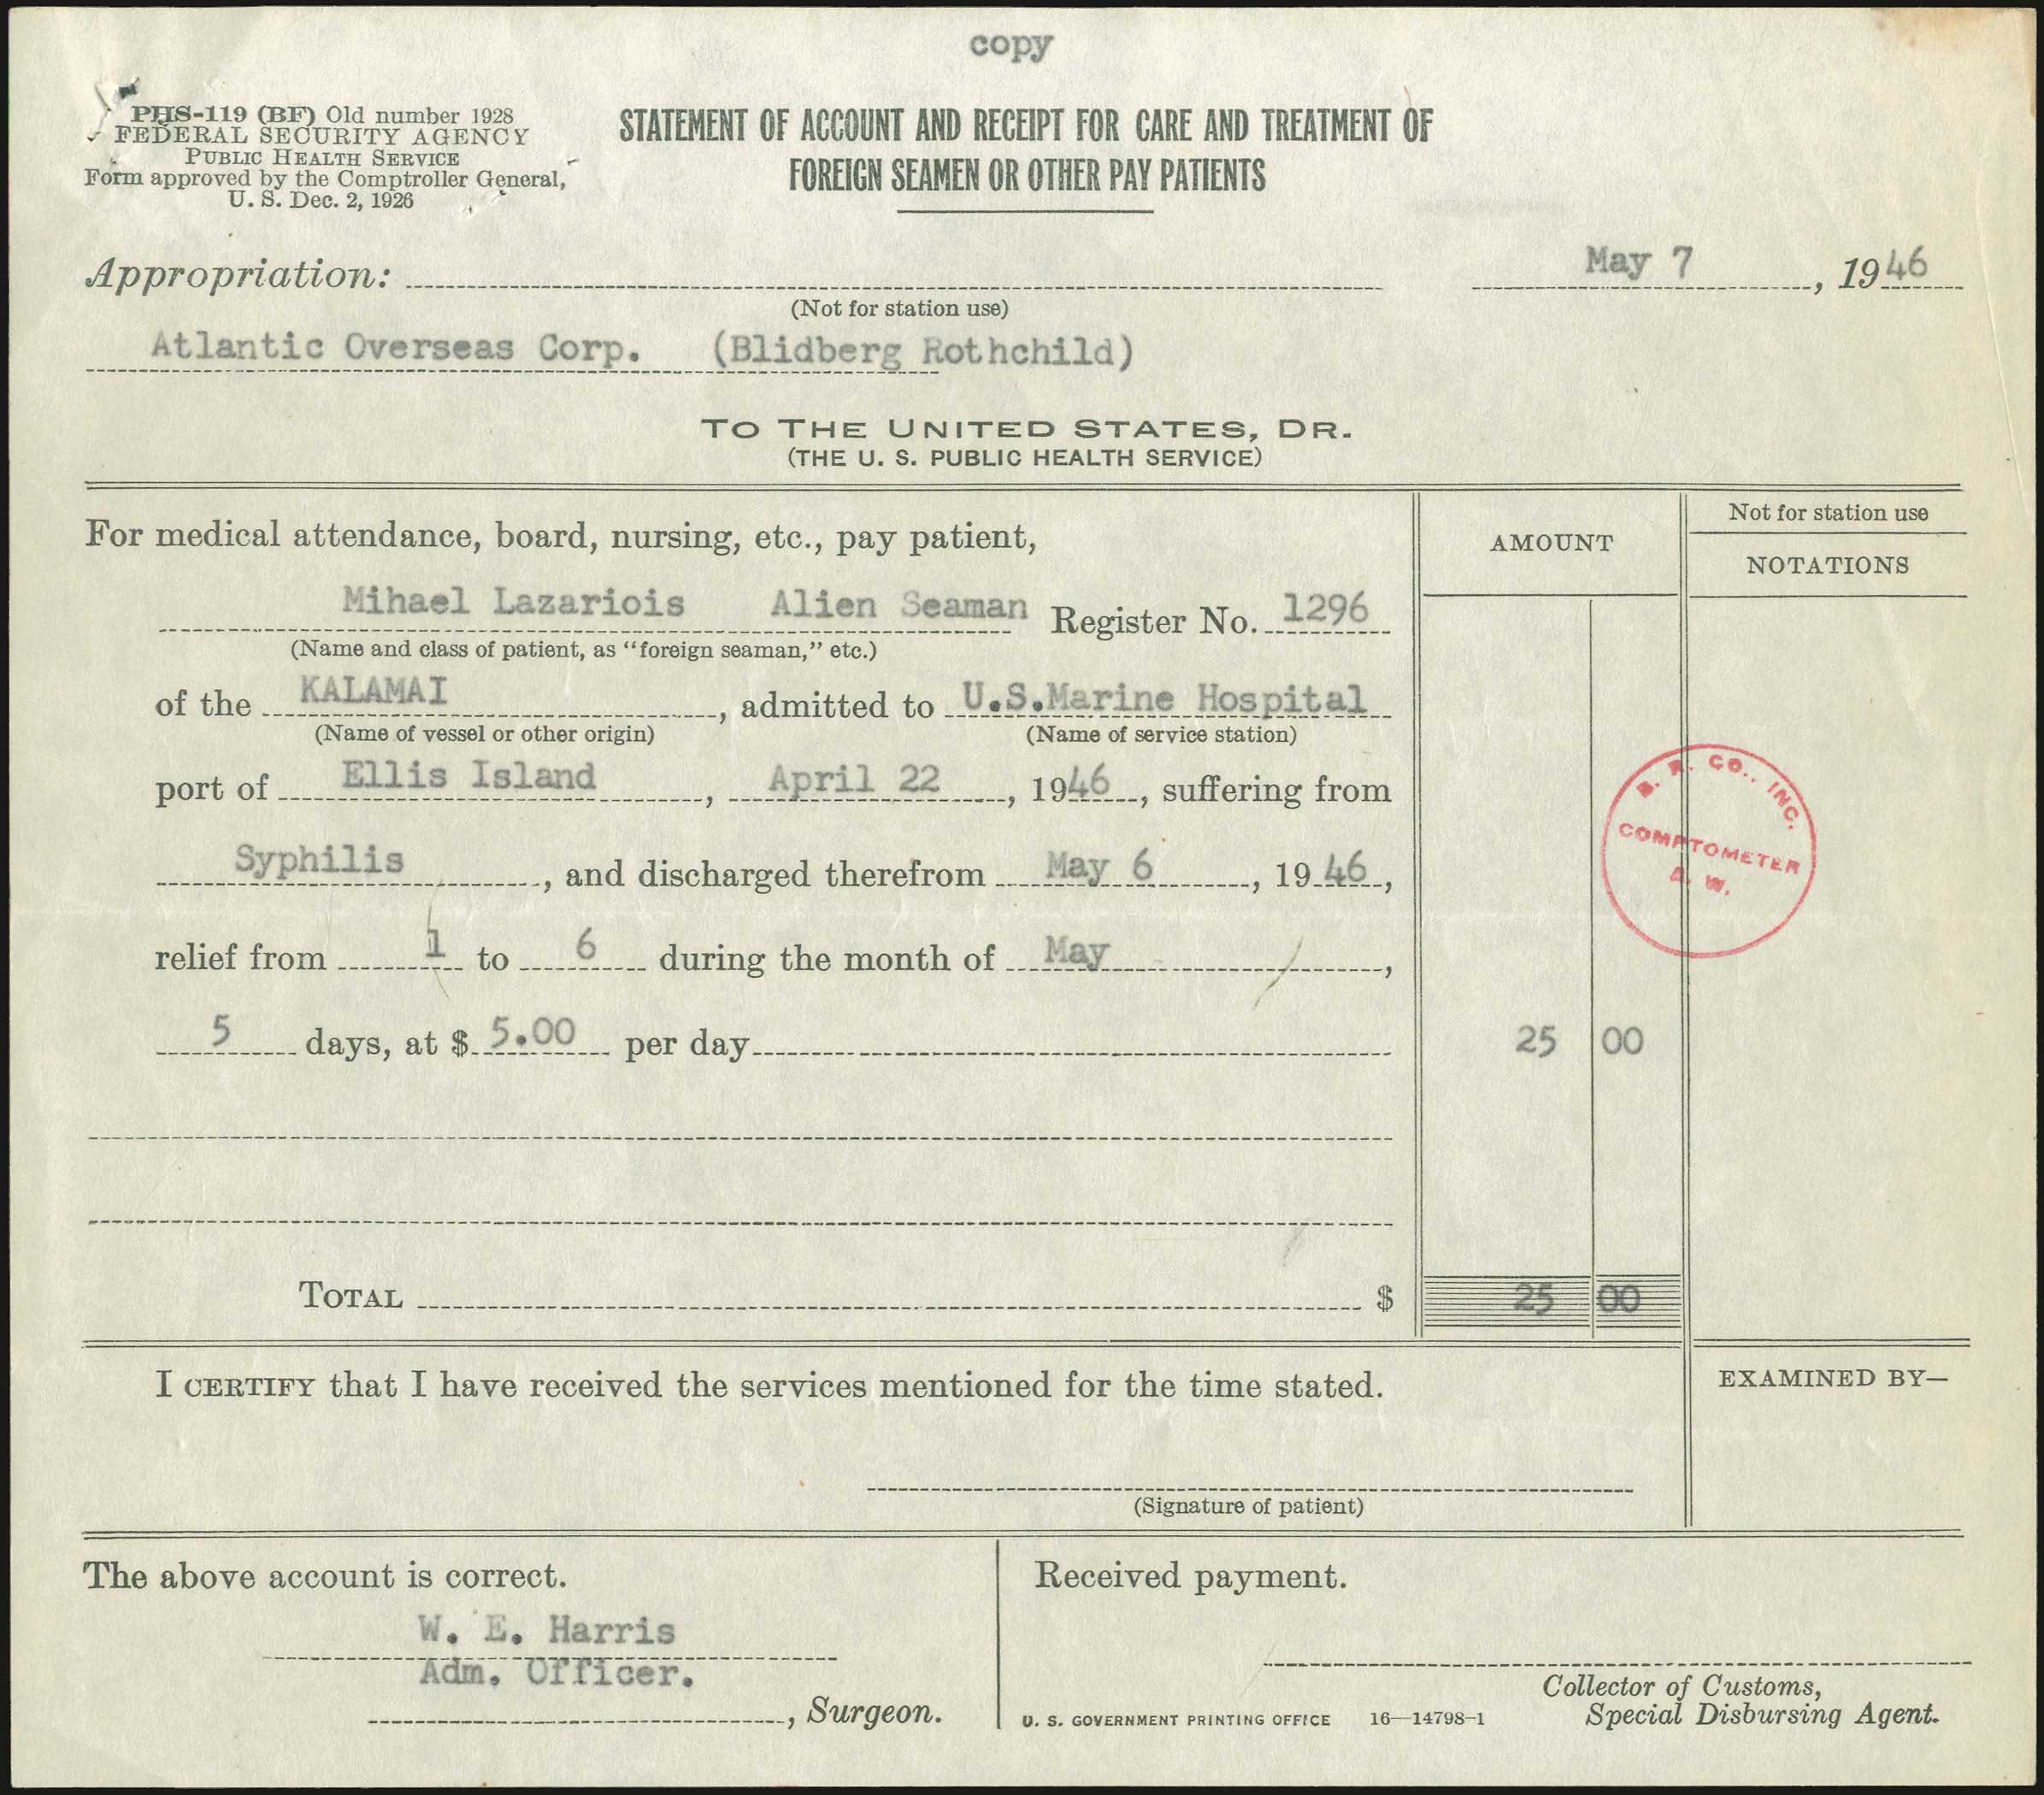 copy
PHS-119 (BF) Old number 1928
FEDERAL SECURITY AGENCY
PUBLIC HEALTH SERVICE
Form approved by the Comptroller General,
U. S. Dec. 2, 1926
STATEMENT OF ACCOUNT AND RECEIPT FOR CARE AND TREATMENT OF
FOREIGN SEAMEN OR OTHER PAY PATIENTS
Appropriation: May 7, 1946
(Not for station use)
Atlantic Overseas Corp. (Blidberg Rothchild)
TO THE UNITED STATES, DR.
(THE U. S. PUBLIC HEALTH SERVICE)
For medical attendance, board, nursing, etc., pay patient,
AMOUNT
Not for station use
NOTATIONS
Mihael Lazariois Alien Seaman Register No. 1296
(Name and class of patient, as "foreign seaman," etc.)
of the KALAMAI, admitted to U.S.Marine Hospital
(Name of vessel or other origin) (Name of service station)
port of Ellis Island, April 22, 1946, suffering from
Syphilis, and discharged therefrom May 6, 1946,
relief from 1 to 6 during the month of May,
5 days, at $ 5.00 per day 25 00
CO., INC.
COMPTOMETER
A. W.
TOTAL $ 25 00
I CERTIFY that I have received the services mentioned for the time stated.
EXAMINED BY—
(Signature of patient)
The above account is correct.
W. E. Harris
Adm. Officer.
, Surgeon.
Received payment.
Collector of Customs,
Special Disbursing Agent.
U. S. GOVERNMENT PRINTING OFFICE 16—14798-1